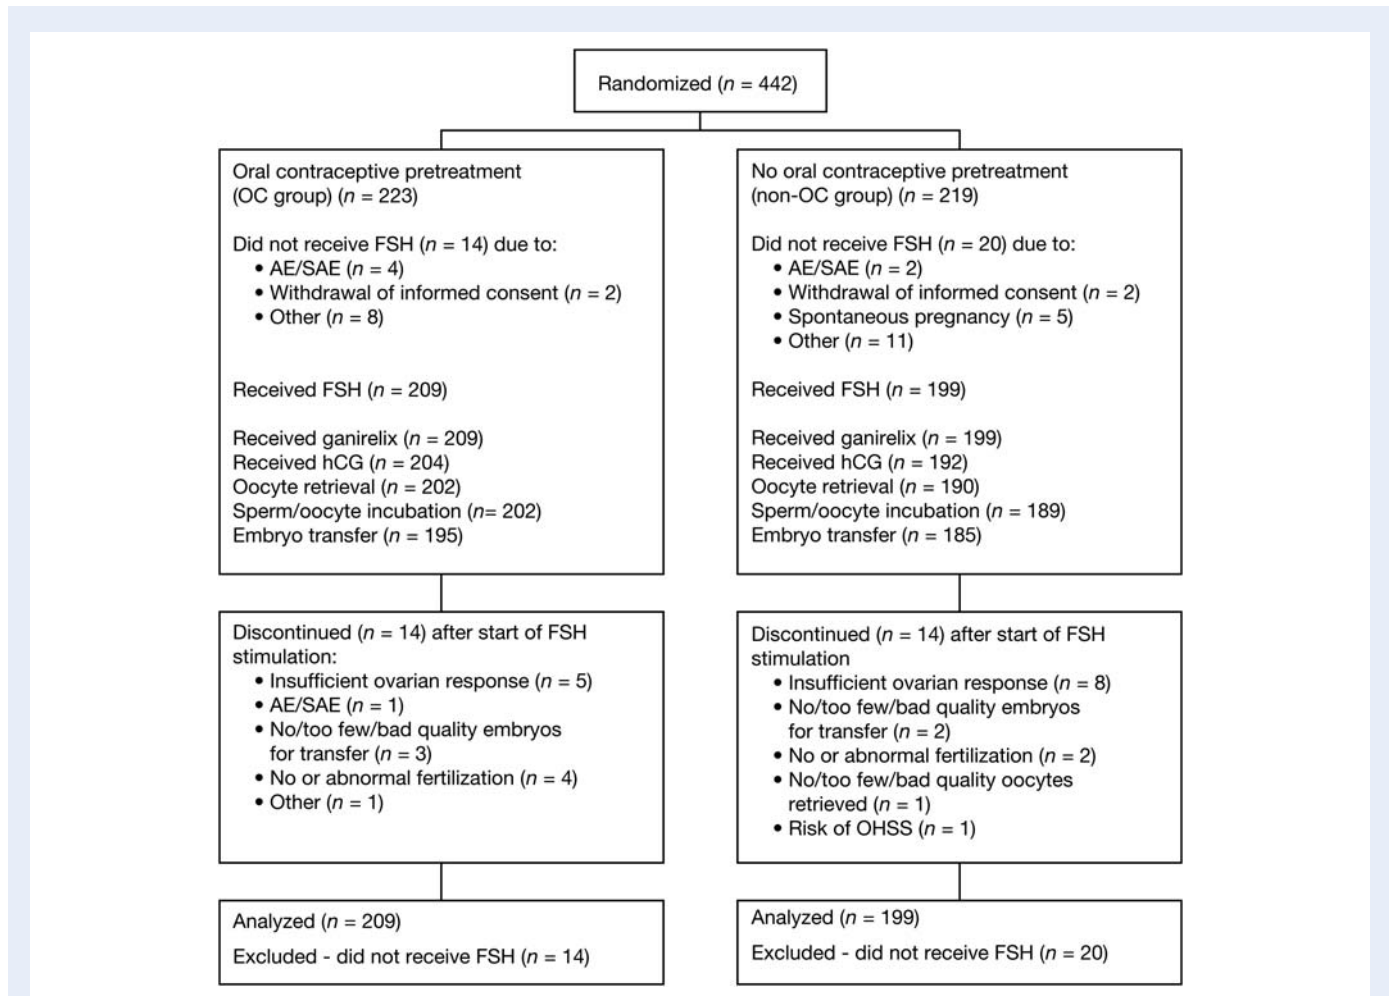 Randomized (n = 442)
Oral contraceptive pretreatment
(OC group) (n = 223)
Did not receive FSH (n = 14) due to:
• AE/SAE (n = 4)
• Withdrawal of informed consent (n = 2)
• Other (n = 8)
Received FSH (n = 209)
Received ganirelix (n = 209)
Received hCG (n = 204)
Oocyte retrieval (n = 202)
Sperm/oocyte incubation (n= 202)
Embryo transfer (n = 195)
No oral contraceptive pretreatment
(non-OC group) (n = 219)
Did not receive FSH (n = 20) due to:
• AE/SAE (n = 2)
• Withdrawal of informed consent (n = 2)
• Spontaneous pregnancy (n = 5)
• Other (n = 11)
Received FSH (n = 199)
Received ganirelix (n = 199)
Received hCG (n = 192)
Oocyte retrieval (n = 190)
Sperm/oocyte incubation (n = 189)
Embryo transfer (n = 185)
Discontinued (n = 14) after start of FSH
stimulation:
• Insufficient ovarian response (n = 5)
• AE/SAE (n = 1)
• No/too few/bad quality embryos
for transfer (n = 3)
• No or abnormal fertilization (n = 4)
• Other (n = 1)
Discontinued (n = 14) after start of FSH
stimulation
• Insufficient ovarian response (n = 8)
• No/too few/bad quality embryos
for transfer (n = 2)
• No or abnormal fertilization (n = 2)
• No/too few/bad quality oocytes
retrieved (n = 1)
• Risk of OHSS (n = 1)
Analyzed (n = 209)
Excluded - did not receive FSH (n = 14)
Analyzed (n = 199)
Excluded - did not receive FSH (n = 20)